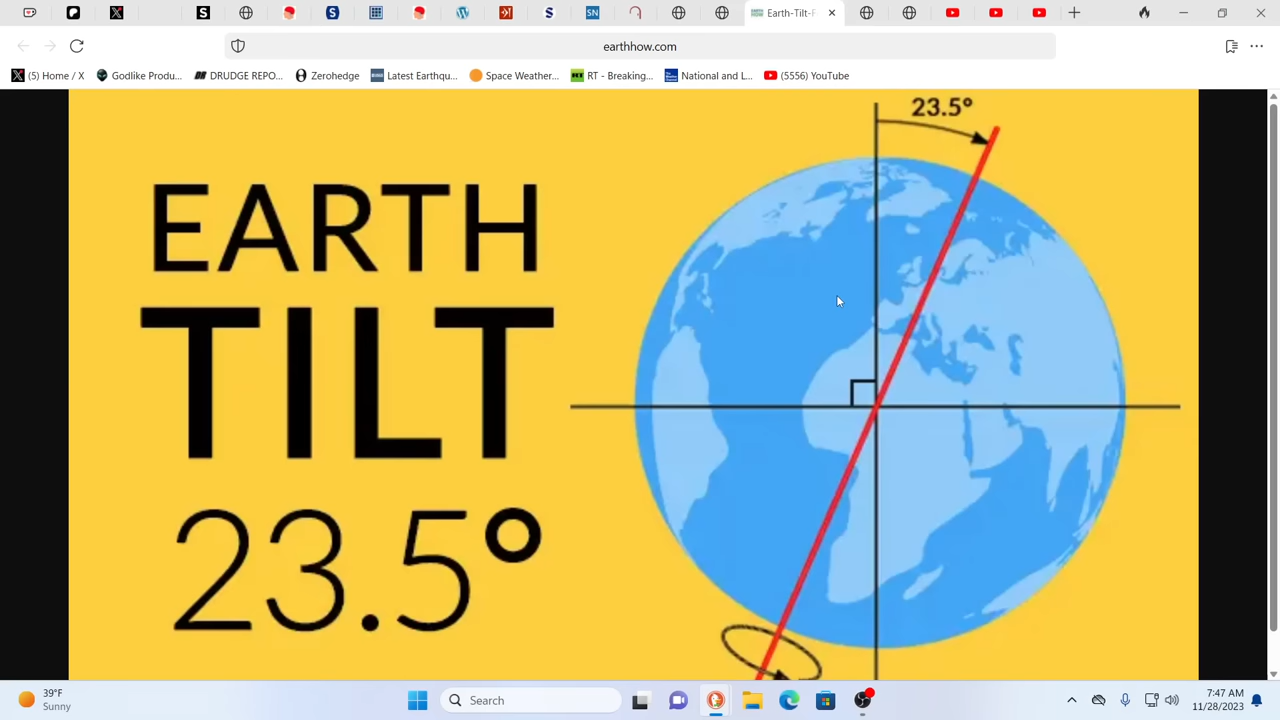 Earth-Tilt-F
earthhow.com
(5) Home / X
Godlike Produ...
DRUDGE REPO...
Zerohedge
Latest Earthqu...
Space Weather...
RT - Breaking...
National and L...
(5556) YouTube
23.5°
EARTH
TILT
23.5°
39°F
Sunny
Search
7:47 AM
11/28/2023